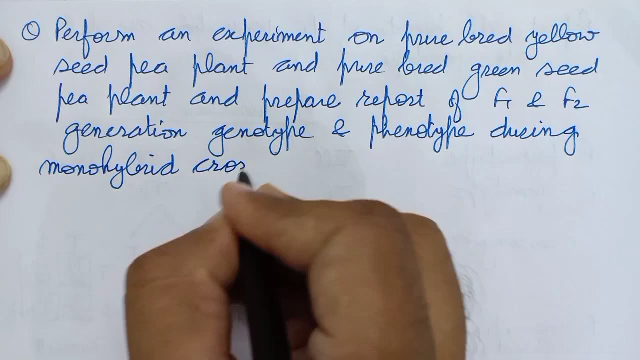 Q Perform an experiment on pure bred yellow
seed pea plant and pure bred green seed
pea plant and prepare report of F1 & F2
generation genotype & phenotype during
monohybrid cros